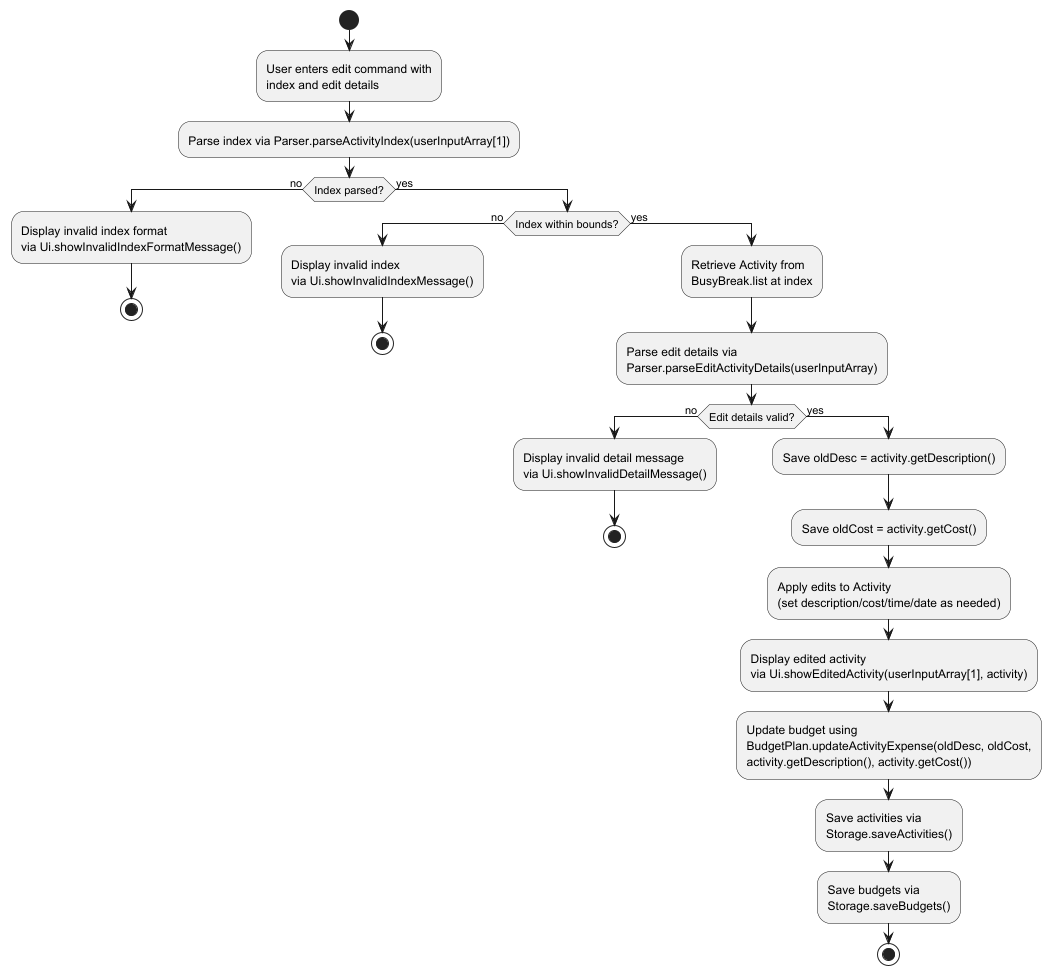 User enters edit command with
index and edit details
Parse index via Parser.parseActivityIndex(userInputArray[1])
no
Index parsed?
yes
Display invalid index format
via Ui.showInvalidIndexFormatMessage()
no
Index within bounds?
yes
Display invalid index
via Ui.showInvalidIndexMessage()
Retrieve Activity from
BusyBreak.list at index
Parse edit details via
Parser.parseEditActivityDetails(userInputArray)
no
Edit details valid?
yes
Display invalid detail message
via Ui.showInvalidDetailMessage()
Save oldDesc = activity.getDescription()
Save oldCost = activity.getCost()
Apply edits to Activity
(set description/cost/time/date as needed)
Display edited activity
via Ui.showEditedActivity(userInputArray[1], activity)
Update budget using
BudgetPlan.updateActivityExpense(oldDesc, oldCost,
activity.getDescription(), activity.getCost())
Save activities via
Storage.saveActivities()
Save budgets via
Storage.saveBudgets()